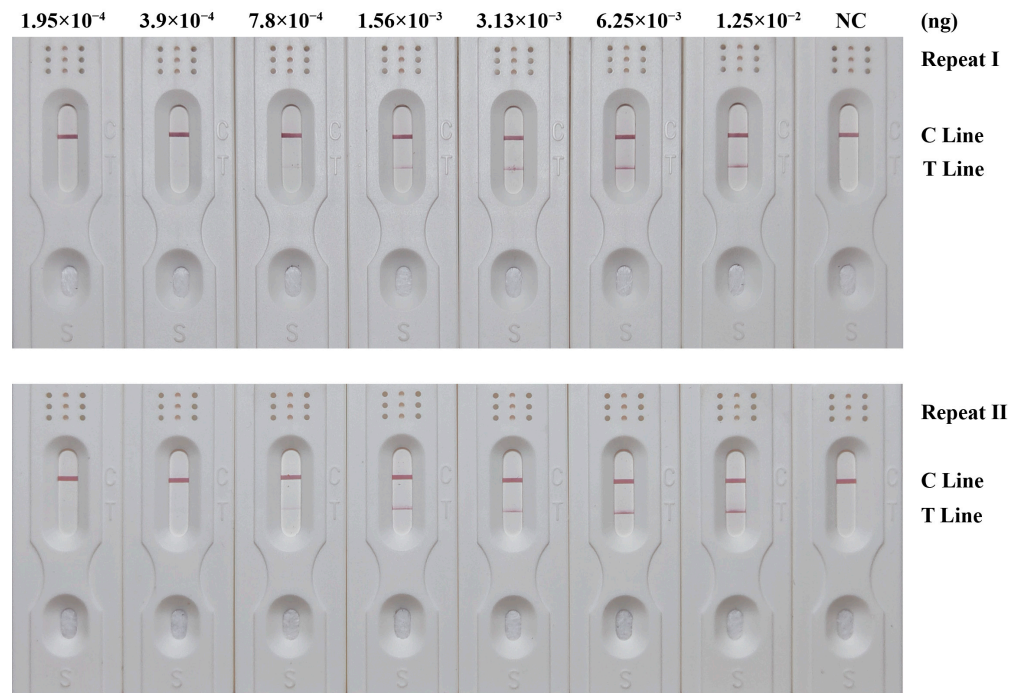 1.95×10⁻⁴ 3.9×10⁻⁴ 7.8×10⁻⁴ 1.56×10⁻³ 3.13×10⁻³ 6.25×10⁻³ 1.25×10⁻² NC (ng)
Repeat I
C C C C C C C C C Line
T T T T T T T T T Line
S S S S S S S S
Repeat II
C C C C C C C C C Line
T T T T T T T T T Line
S S S S S S S S